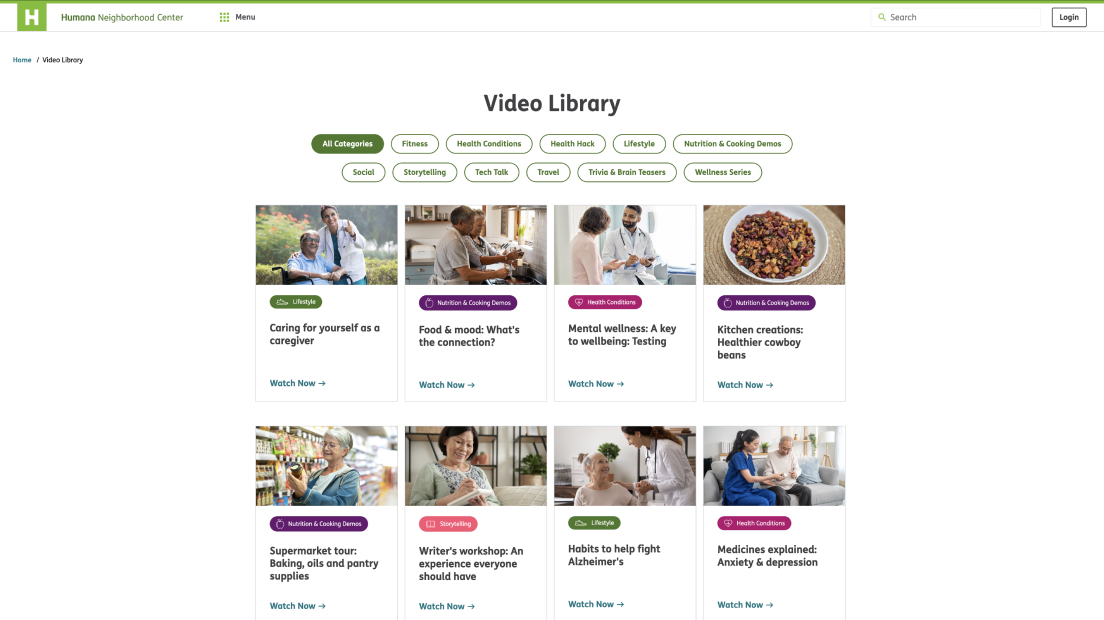 H
Humana Neighborhood Center
Menu
Search
Login
Home / Video Library
Video Library
All Categories
Fitness
Health Conditions
Health Hack
Lifestyle
Nutrition & Cooking Demos
Social
Storytelling
Tech Talk
Travel
Trivia & Brain Teasers
Wellness Series
Lifestyle
Caring for yourself as a
caregiver
Watch Now →
Nutrition & Cooking Demos
Food & mood: What's
the connection?
Watch Now →
Health Conditions
Mental wellness: A key
to wellbeing: Testing
Watch Now →
Nutrition & Cooking Demos
Kitchen creations:
Healthier cowboy
beans
Watch Now →
Nutrition & Cooking Demos
Supermarket tour:
Baking, oils and pantry
supplies
Watch Now →
Storytelling
Writer's workshop: An
experience everyone
should have
Watch Now →
Lifestyle
Habits to help fight
Alzheimer's
Watch Now →
Health Conditions
Medicines explained:
Anxiety & depression
Watch Now →